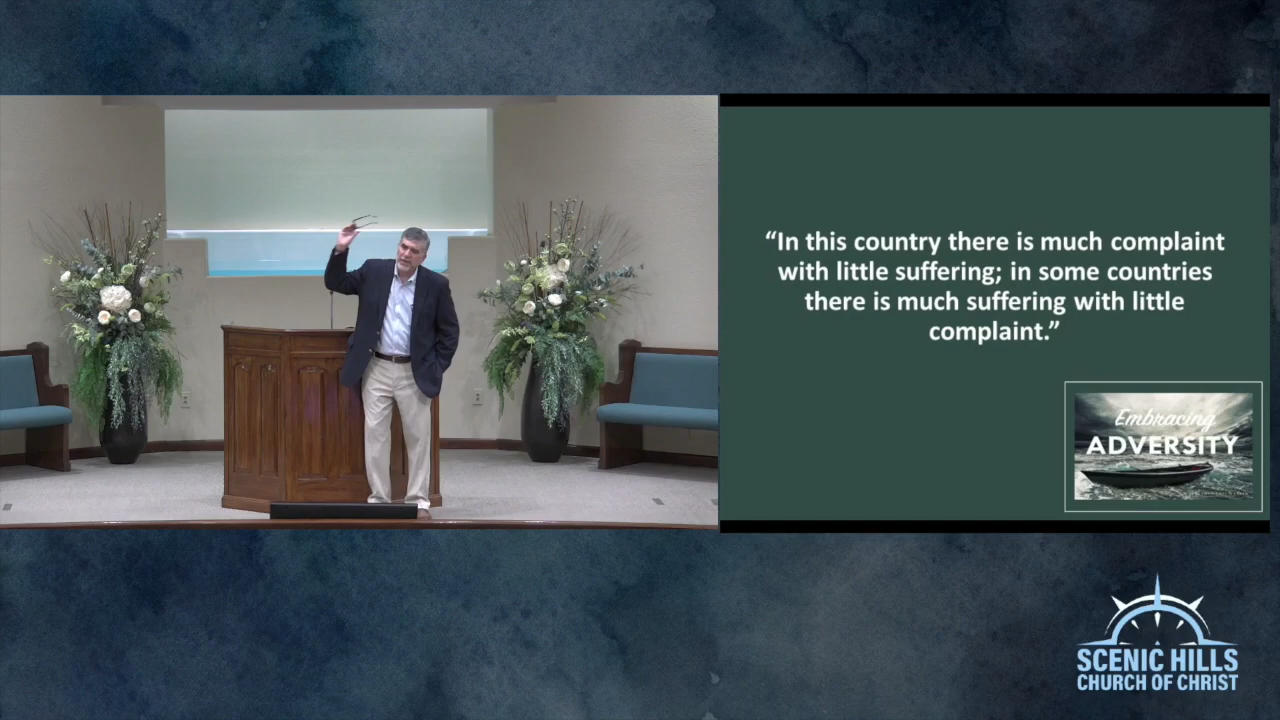 “In this country there is much complaint
with little suffering; in some countries
there is much suffering with little
complaint.”
Embracing
ADVERSITY
SCENIC HILLS
CHURCH OF CHRIST